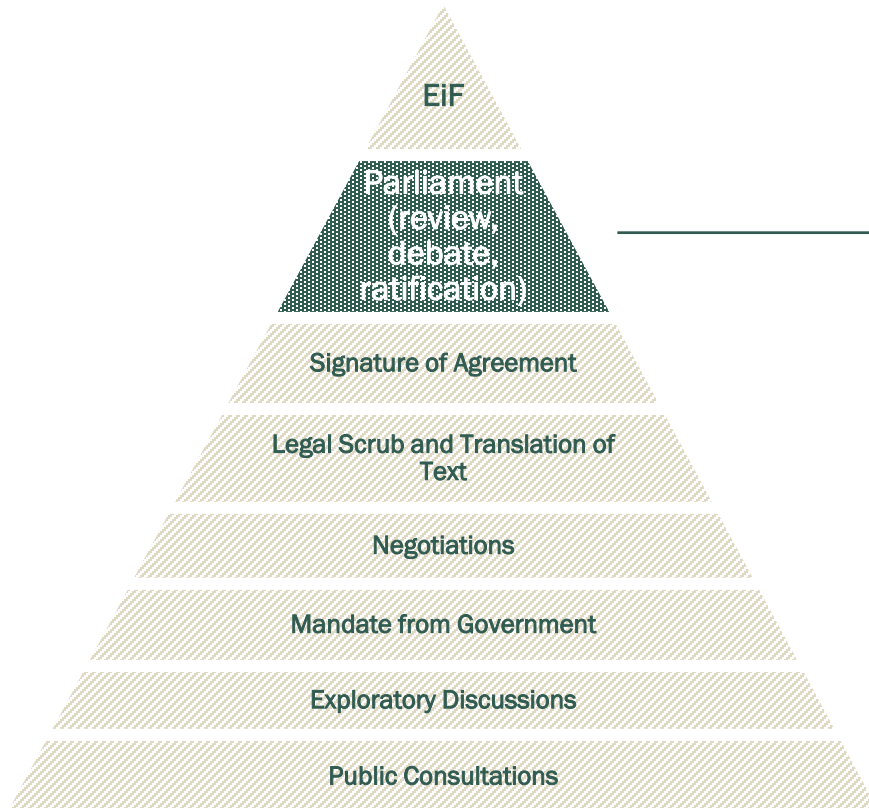 EiF
Parliament
(review,
debate,
ratification)
Signature of Agreement
Legal Scrub and Translation of
Text
Negotiations
Mandate from Government
Exploratory Discussions
Public Consultations